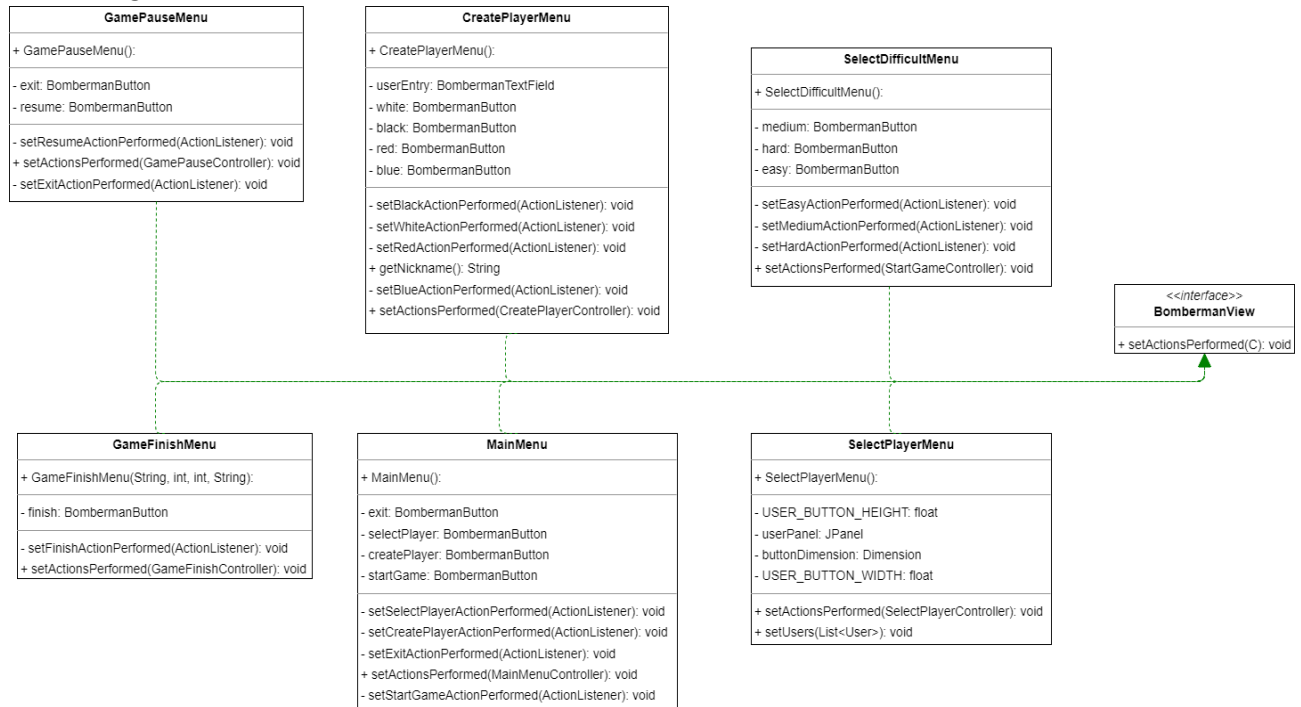 GamePauseMenu
+ GamePauseMenu():
- exit: BombermanButton
- resume: BombermanButton
- setResumeActionPerformed(ActionListener): void
+ setActionsPerformed(GamePauseController): void
- setExitActionPerformed(ActionListener): void
CreatePlayerMenu
+ CreatePlayerMenu():
- userEntry: BombermanTextField
- white: BombermanButton
- black: BombermanButton
- red: BombermanButton
- blue: BombermanButton
- setBlackActionPerformed(ActionListener): void
- setWhiteActionPerformed(ActionListener): void
- setRedActionPerformed(ActionListener): void
+ getNickname(): String
- setBlueActionPerformed(ActionListener): void
+ setActionsPerformed(CreatePlayerController): void
SelectDifficultMenu
+ SelectDifficultMenu():
- medium: BombermanButton
- hard: BombermanButton
- easy: BombermanButton
- setEasyActionPerformed(ActionListener): void
- setMediumActionPerformed(ActionListener): void
- setHardActionPerformed(ActionListener): void
+ setActionsPerformed(StartGameController): void
<<interface>>
BombermanView
+ setActionsPerformed(C): void
GameFinishMenu
+ GameFinishMenu(String, int, int, String):
- finish: BombermanButton
- setFinishActionPerformed(ActionListener): void
+ setActionsPerformed(GameFinishController): void
MainMenu
+ MainMenu():
- exit: BombermanButton
- selectPlayer: BombermanButton
- createPlayer: BombermanButton
- startGame: BombermanButton
- setSelectPlayerActionPerformed(ActionListener): void
- setCreatePlayerActionPerformed(ActionListener): void
- setExitActionPerformed(ActionListener): void
+ setActionsPerformed(MainMenuController): void
- setStartGameActionPerformed(ActionListener): void
SelectPlayerMenu
+ SelectPlayerMenu():
- USER_BUTTON_HEIGHT: float
- userPanel: JPanel
- buttonDimension: Dimension
- USER_BUTTON_WIDTH: float
+ setActionsPerformed(SelectPlayerController): void
+ setUsers(List<User>): void